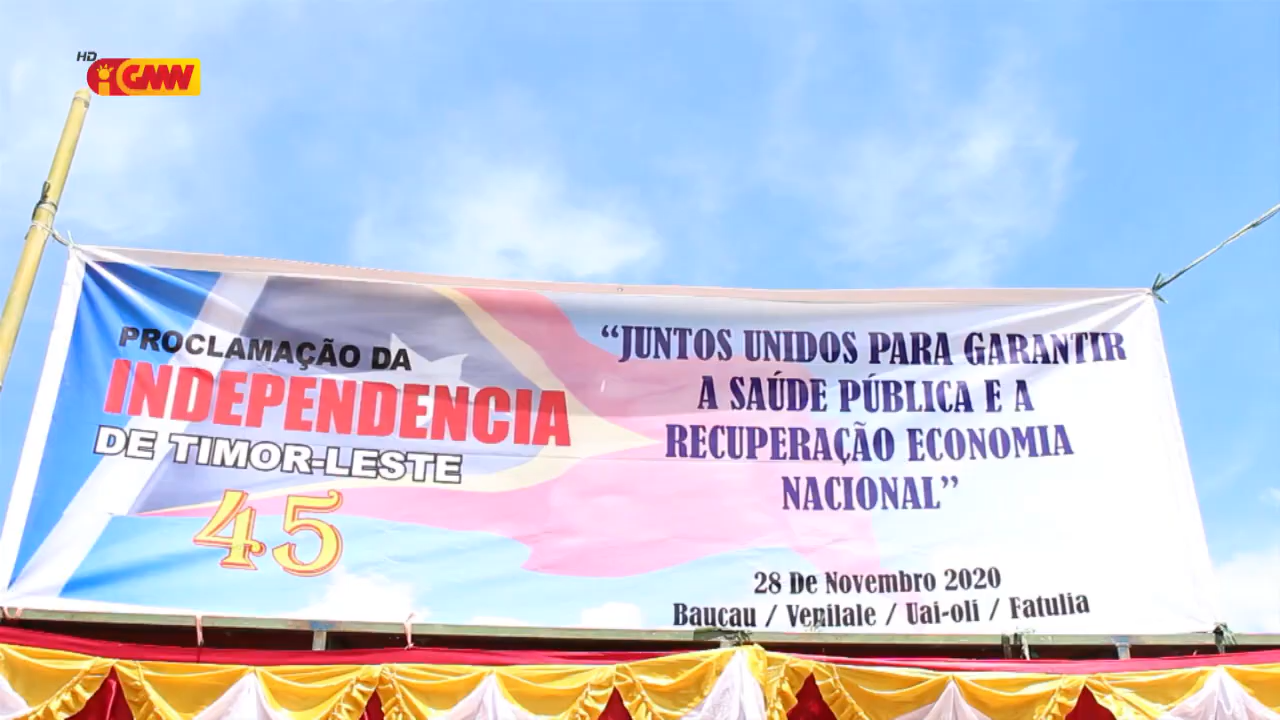 HD
GMN
PROCLAMAÇÃO DA
INDEPENDENCIA
DE TIMOR-LESTE
45
“JUNTOS UNIDOS PARA GARANTIR
A SAÚDE PÚBLICA E A
RECUPERAÇÃO ECONOMIA
NACIONAL”
28 De Novembro 2020
Baucau / Venilale / Uai-oli / Fatulia